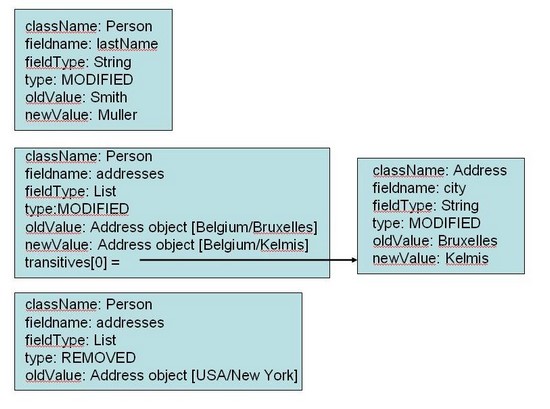 className: Person
fieldname: lastName
fieldType: String
type: MODIFIED
oldValue: Smith
newValue: Muller
className: Person
fieldname: addresses
fieldType: List
type:MODIFIED
oldValue: Address object [Belgium/Bruxelles]
newValue: Address object [Belgium/Kelmis]
transitives[0] =
className: Address
fieldname: city
fieldType: String
type: MODIFIED
oldValue: Bruxelles
newValue: Kelmis
className: Person
fieldname: addresses
fieldType: List
type: REMOVED
oldValue: Address object [USA/New York]